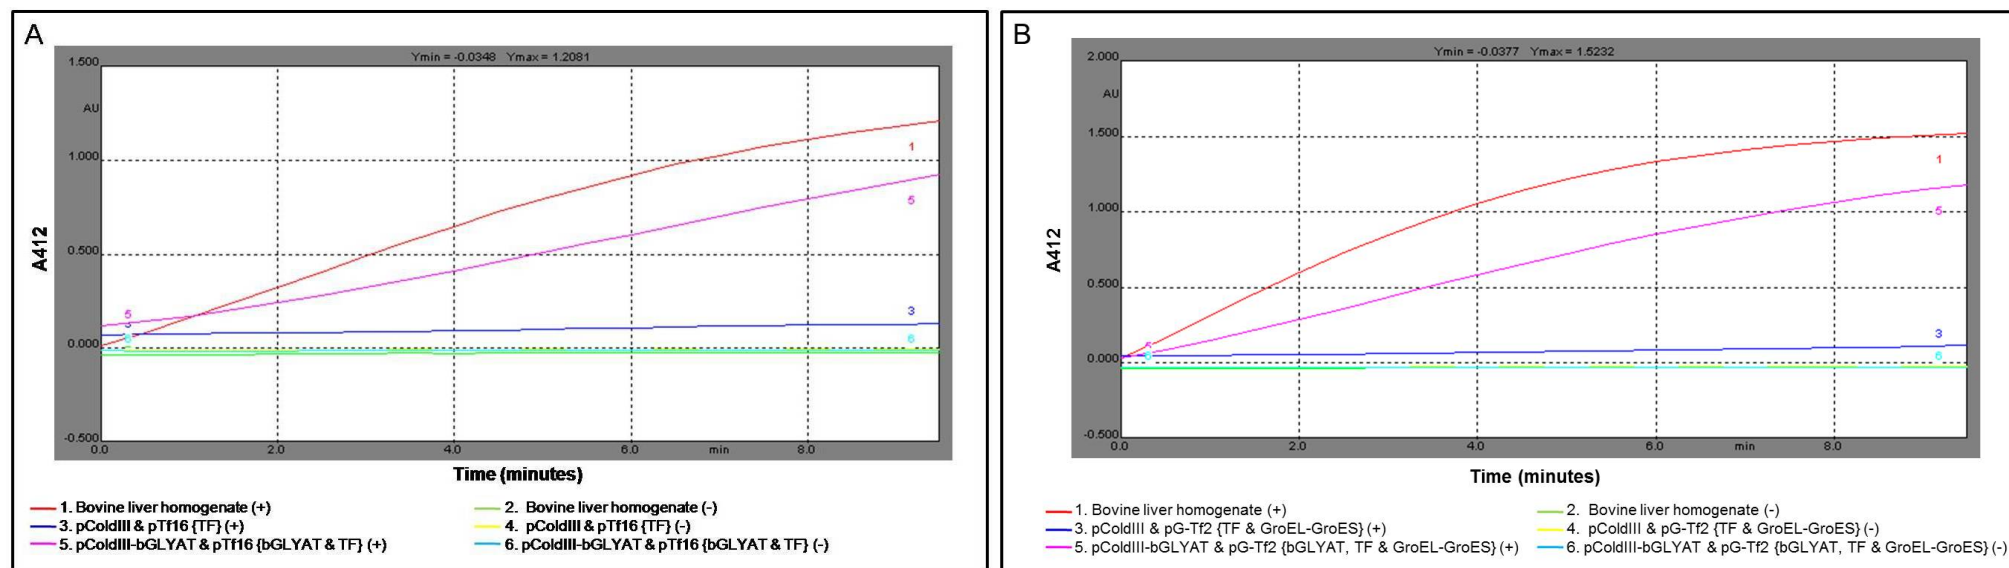 A
Ymin = -0.0348 Ymax = 1.2081
1.500
AU
1.000
0.500
0.000
-0.500
A412
1
5
3
6
5
3
6
0.0 2.0 4.0 6.0 min 8.0
Time (minutes)
1. Bovine liver homogenate (+)
2. Bovine liver homogenate (-)
3. pColdIII & pTf16 {TF} (+)
4. pColdIII & pTf16 {TF} (-)
5. pColdIII-bGLYAT & pTf16 {bGLYAT & TF} (+)
6. pColdIII-bGLYAT & pTf16 {bGLYAT & TF} (-)
B
Ymin = -0.0377 Ymax = 1.5232
2.000
AU
1.500
1.000
0.500
0.000
-0.500
A412
1
5
3
6
5
6
0.0 2.0 4.0 6.0 min 8.0
Time (minutes)
1. Bovine liver homogenate (+)
2. Bovine liver homogenate (-)
3. pColdIII & pG-Tf2 {TF & GroEL-GroES} (+)
4. pColdIII & pG-Tf2 {TF & GroEL-GroES} (-)
5. pColdIII-bGLYAT & pG-Tf2 {bGLYAT, TF & GroEL-GroES} (+)
6. pColdIII-bGLYAT & pG-Tf2 {bGLYAT, TF & GroEL-GroES} (-)